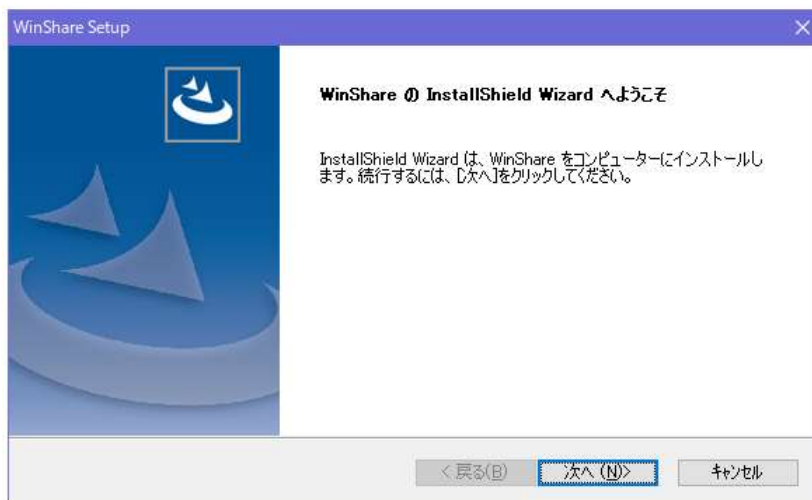 WinShare Setup
WinShare の InstallShield Wizard へようこそ
InstallShield Wizard は、WinShare をコンピューターにインストールし
ます。続行するには、[次へ]をクリックしてください。
< 戻る(B)
次へ (N)>
キャンセル